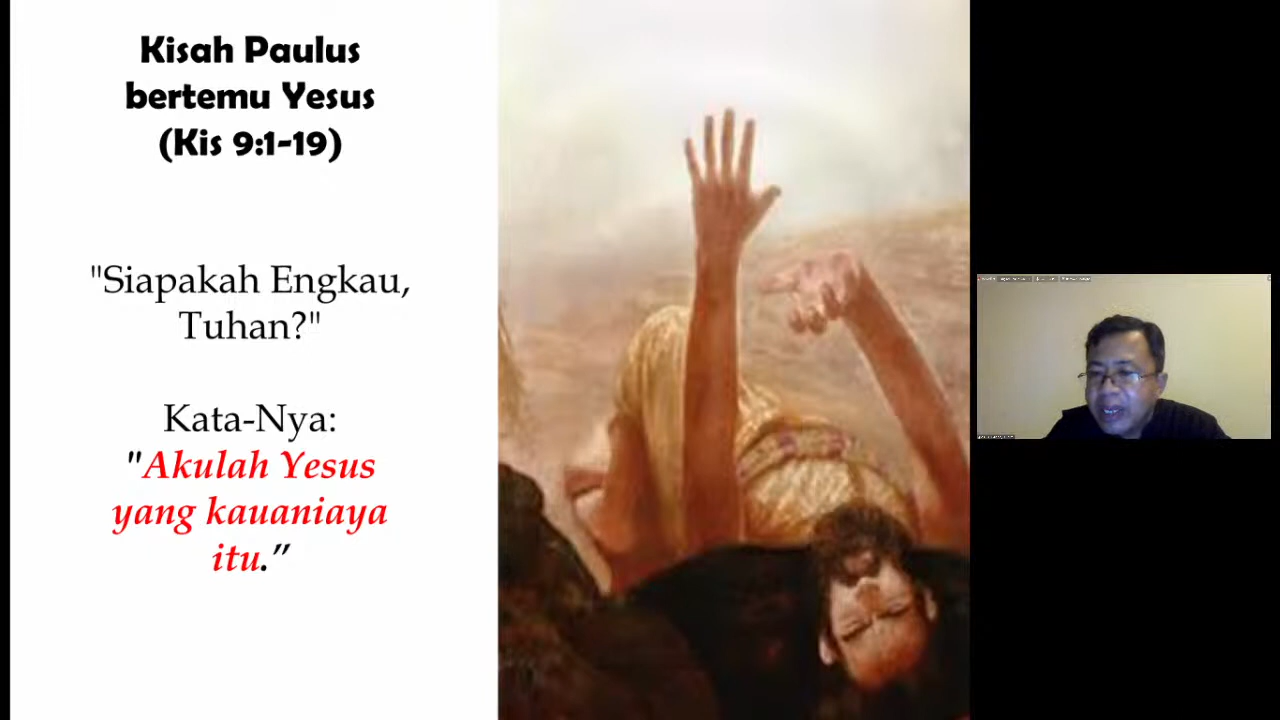 Kisah Paulus
bertemu Yesus
(Kis 9:1-19)
"Siapakah Engkau,
Tuhan?"
Kata-Nya:
"Akulah Yesus
yang kauaniaya
itu.”